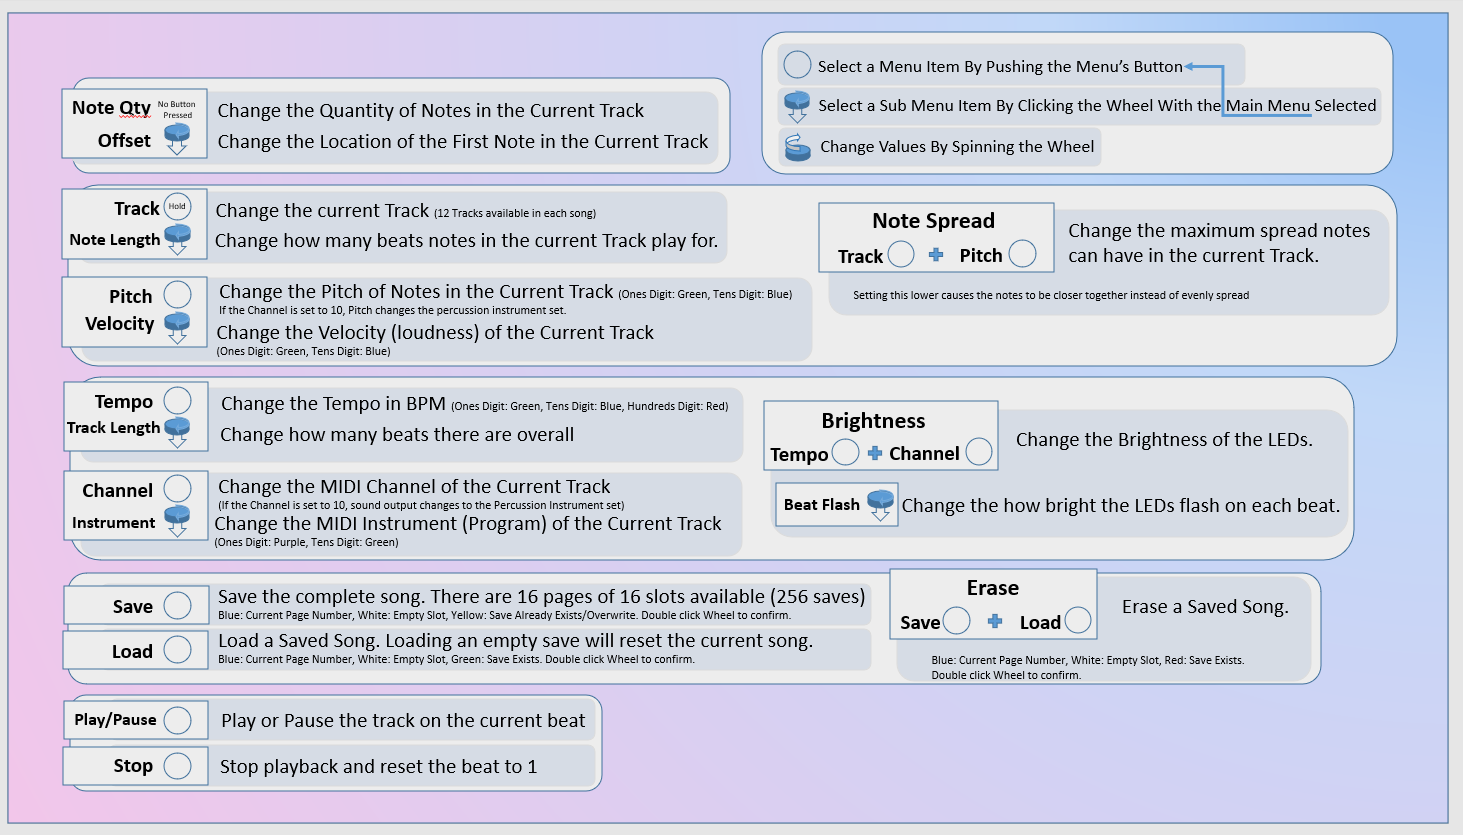 Select a Menu Item By Pushing the Menu's Button
Select a Sub Menu Item By Clicking the Wheel With the Main Menu Selected
Change Values By Spinning the Wheel
Note Qty No Button Pressed
Change the Quantity of Notes in the Current Track
Offset
Change the Location of the First Note in the Current Track
Track Hold
Change the current Track (12 Tracks available in each song)
Note Length
Change how many beats notes in the current Track play for.
Pitch
Change the Pitch of Notes in the Current Track (Ones Digit: Green, Tens Digit: Blue)
If the Channel is set to 10, Pitch changes the percussion instrument set.
Velocity
Change the Velocity (loudness) of the Current Track
(Ones Digit: Green, Tens Digit: Blue)
Note Spread
Track Pitch
Change the maximum spread notes
can have in the current Track.
Setting this lower causes the notes to be closer together instead of evenly spread
Tempo
Change the Tempo in BPM (Ones Digit: Green, Tens Digit: Blue, Hundreds Digit: Red)
Track Length
Change how many beats there are overall
Channel
Change the MIDI Channel of the Current Track
(If the Channel is set to 10, sound output changes to the Percussion Instrument set)
Instrument
Change the MIDI Instrument (Program) of the Current Track
(Ones Digit: Purple, Tens Digit: Green)
Brightness
Tempo Channel
Change the Brightness of the LEDs.
Beat Flash
Change the how bright the LEDs flash on each beat.
Save
Save the complete song. There are 16 pages of 16 slots available (256 saves)
Blue: Current Page Number, White: Empty Slot, Yellow: Save Already Exists/Overwrite. Double click Wheel to confirm.
Load
Load a Saved Song. Loading an empty save will reset the current song.
Blue: Current Page Number, White: Empty Slot, Green: Save Exists. Double click Wheel to confirm.
Erase
Save Load
Erase a Saved Song.
Blue: Current Page Number, White: Empty Slot, Red: Save Exists.
Double click Wheel to confirm.
Play/Pause
Play or Pause the track on the current beat
Stop
Stop playback and reset the beat to 1